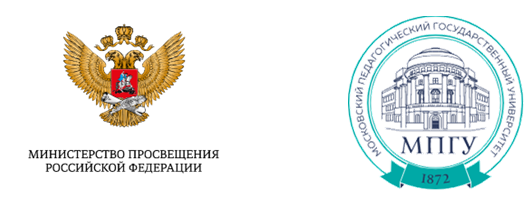 МИНИСТЕРСТВО ПРОСВЕЩЕНИЯ
РОССИЙСКОЙ ФЕДЕРАЦИИ
МОСКОВСКИЙ ПЕДАГОГИЧЕСКИЙ ГОСУДАРСТВЕННЫЙ УНИВЕРСИТЕТ
МПГУ
1872